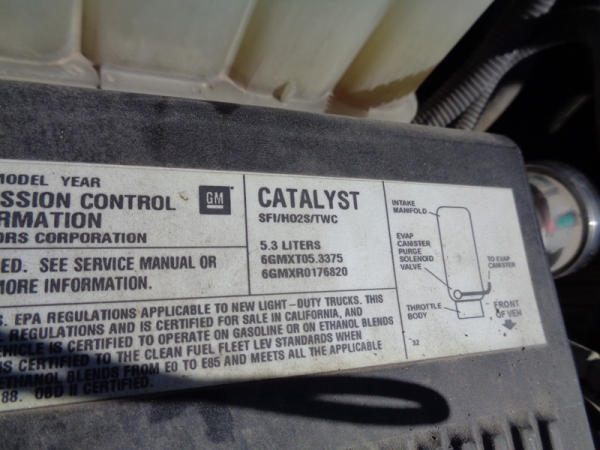 MODEL YEAR
SSION CONTROL
ORMATION
ORS CORPORATION
GM
CATALYST
SFI/HO2S/TWC
5.3 LITERS
6GMXT05.3375
6GMXR0176820
ED. SEE SERVICE MANUAL OR
MORE INFORMATION.
S. EPA REGULATIONS APPLICABLE TO NEW LIGHT-DUTY TRUCKS. THIS
REGULATIONS AND IS CERTIFIED FOR SALE IN CALIFORNIA, AND
HICLE IS CERTIFIED TO OPERATE ON GASOLINE OR ON ETHANOL BLENDS
IS CERTIFIED TO THE CLEAN FUEL FLEET LEV STANDARDS WHEN
ETHANOL BLENDS FROM E0 TO E85 AND MEETS ALL THE APPLICABLE
88. OBD II CERTIFIED.
INTAKE
MANIFOLD
EVAP
CANISTER
PURGE
SOLENOID
VALVE
TO EVAP
CANISTER
THROTTLE
BODY
FRONT
OF VEH
32